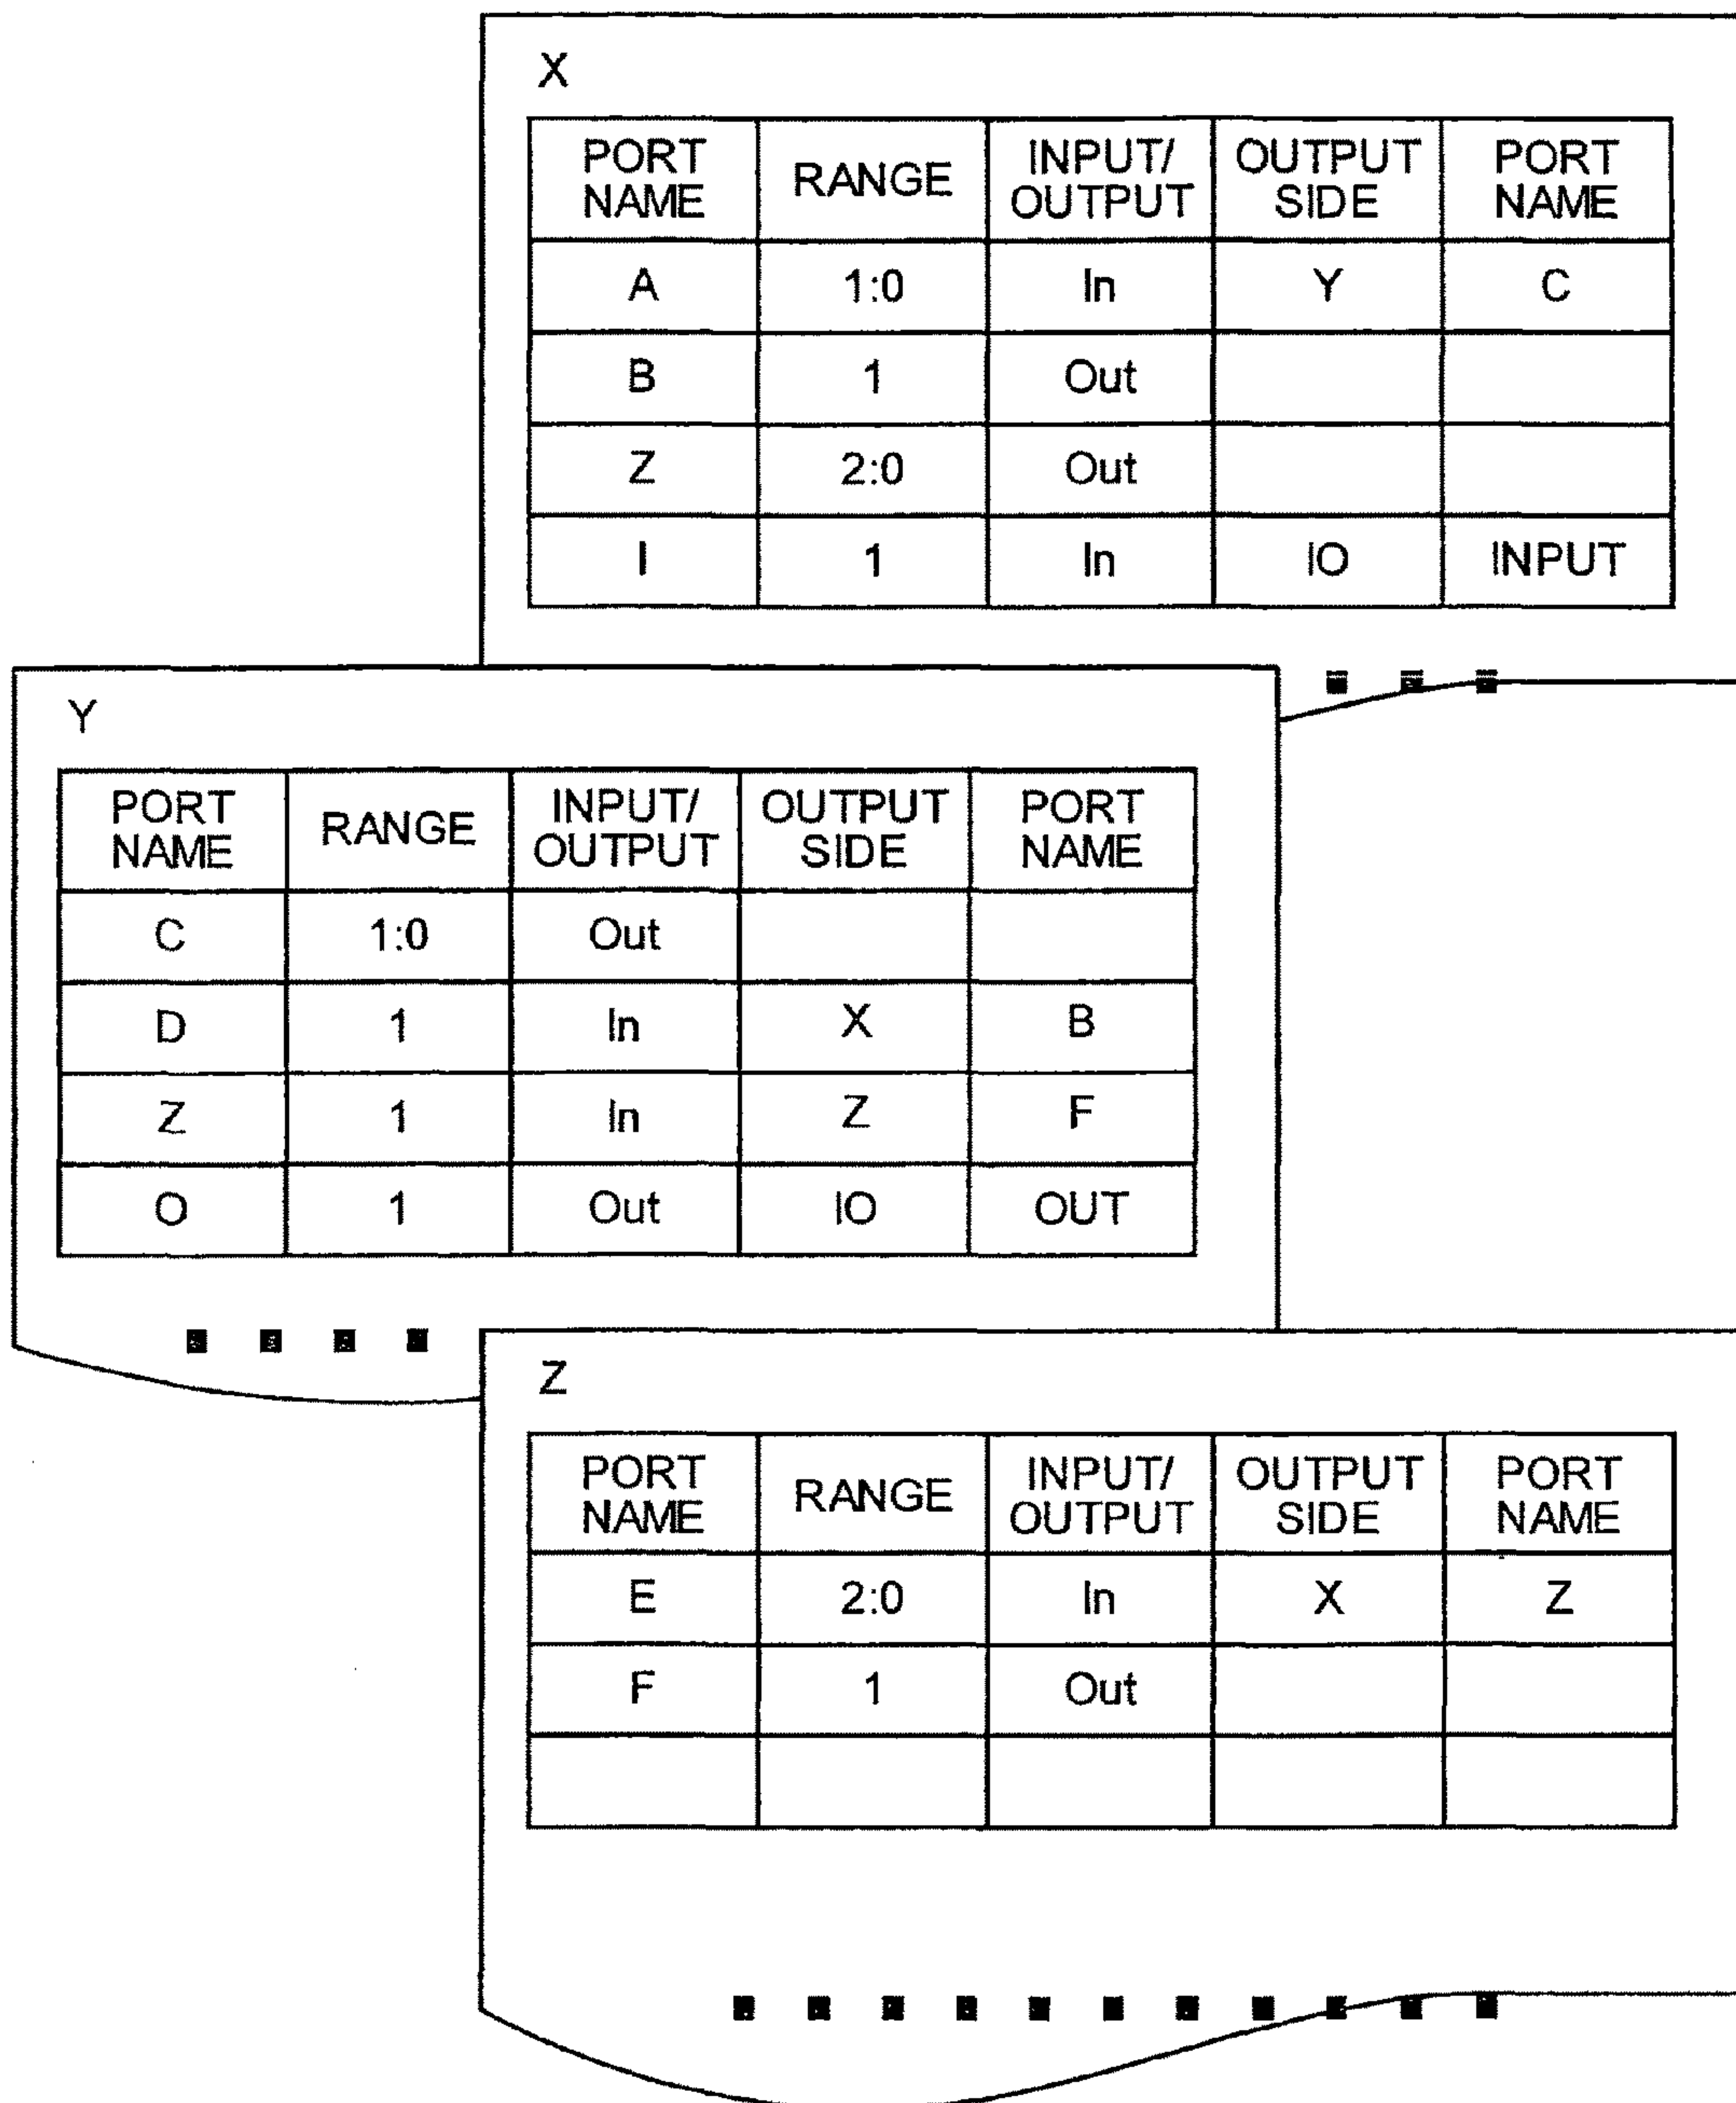 X
PORT NAME RANGE INPUT/ OUTPUT OUTPUT SIDE PORT NAME
A 1:0 In Y C
B 1 Out
Z 2:0 Out
I 1 In IO INPUT
Y
PORT NAME RANGE INPUT/ OUTPUT OUTPUT SIDE PORT NAME
C 1:0 Out
D 1 In X B
Z 1 In Z F
O 1 Out IO OUT
Z
PORT NAME RANGE INPUT/ OUTPUT OUTPUT SIDE PORT NAME
E 2:0 In X Z
F 1 Out